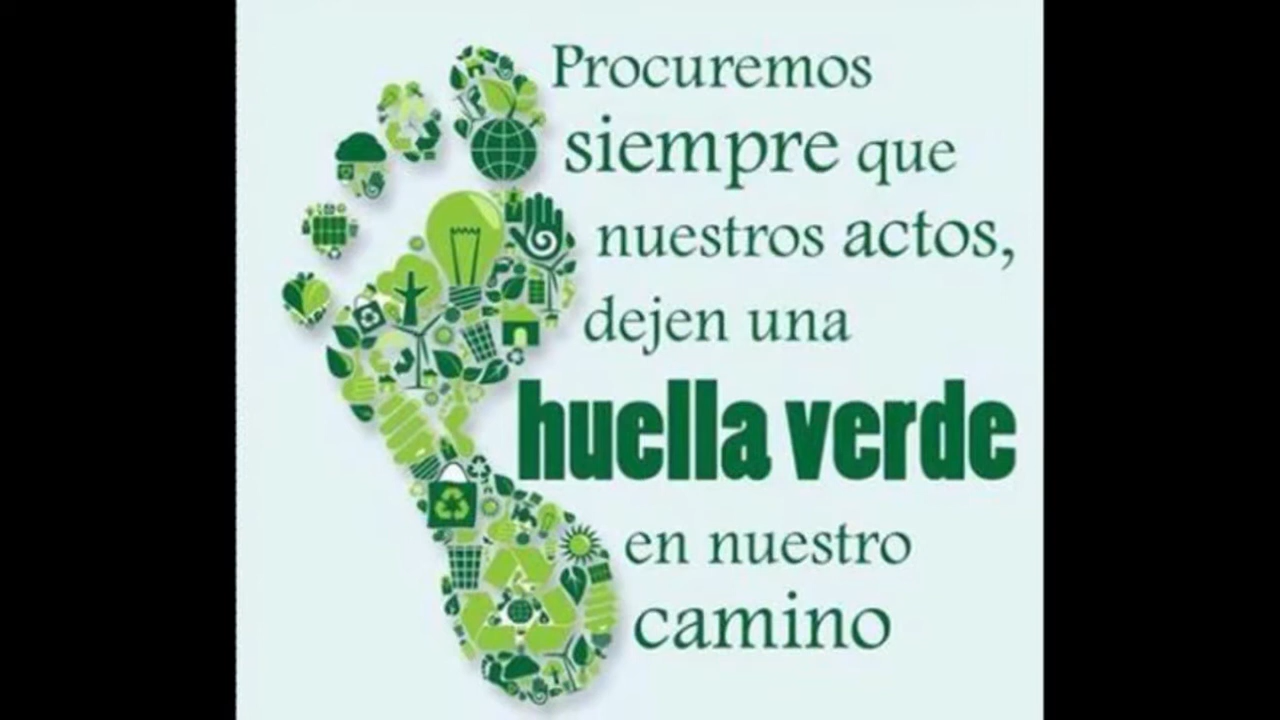 Procuremos
siempre que
nuestros actos,
dejen una
huella verde
en nuestro
camino